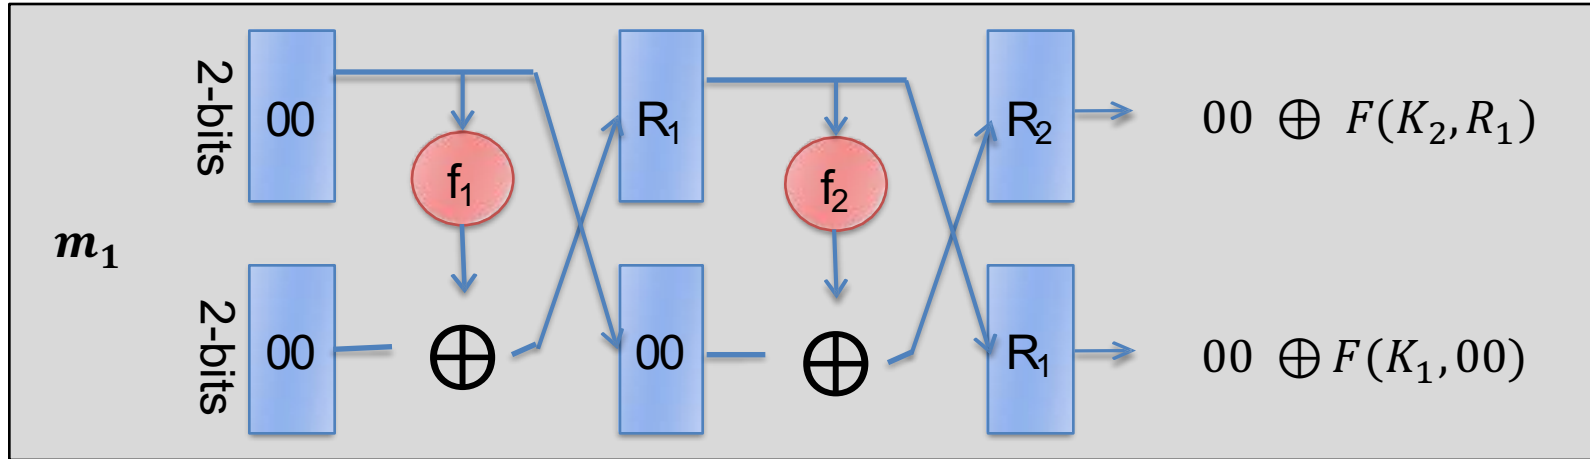 2-bits
00
f₁
R₁
f₂
R₂
00 ⊕ F(K₂, R₁)
m₁
2-bits
00
⊕
00
⊕
R₁
00 ⊕ F(K₁, 00)